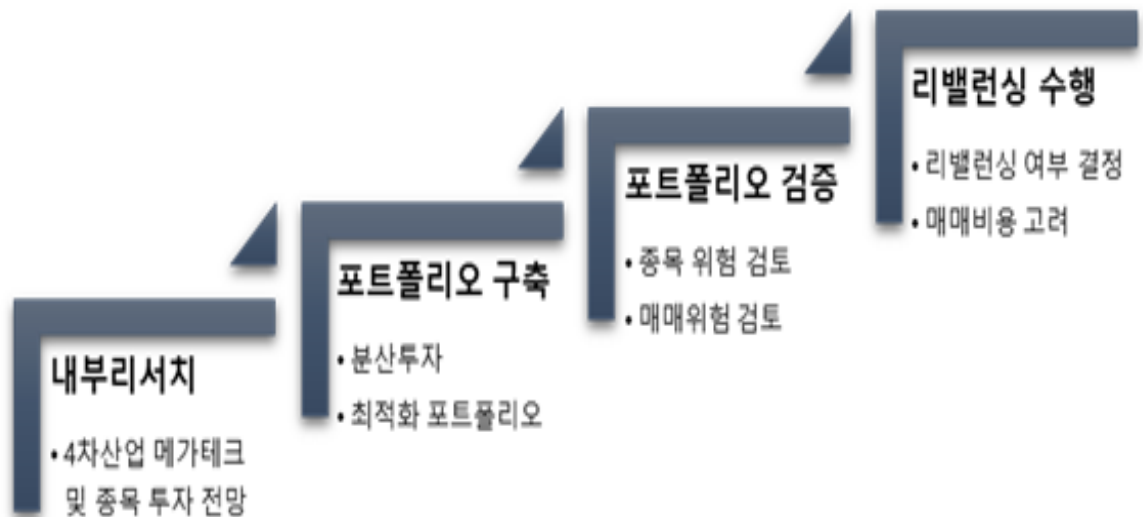 내부리서치
• 4차산업 메가테크
및 종목 투자 전망
포트폴리오 구축
• 분산투자
• 최적화 포트폴리오
포트폴리오 검증
• 종목 위험 검토
• 매매위험 검토
리밸런싱 수행
• 리밸런싱 여부 결정
• 매매비용 고려